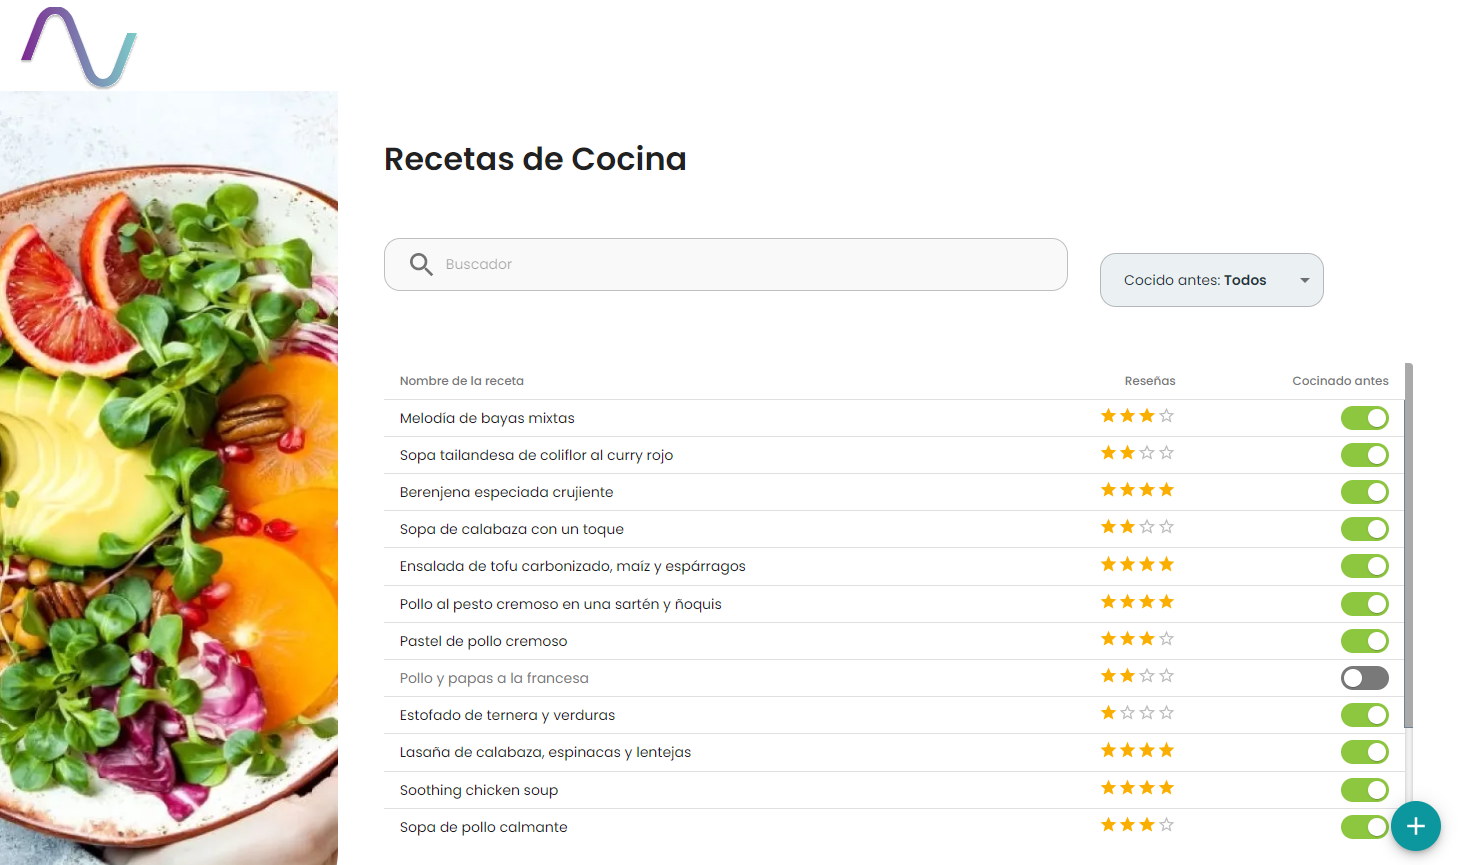 Recetas de Cocina
Buscador
Cocido antes: Todos
Nombre de la receta Reseñas Cocinado antes
Melodía de bayas mixtas
Sopa tailandesa de coliflor al curry rojo
Berenjena especiada crujiente
Sopa de calabaza con un toque
Ensalada de tofu carbonizado, maíz y espárragos
Pollo al pesto cremoso en una sartén y ñoquis
Pastel de pollo cremoso
Pollo y papas a la francesa
Estofado de ternera y verduras
Lasaña de calabaza, espinacas y lentejas
Soothing chicken soup
Sopa de pollo calmante